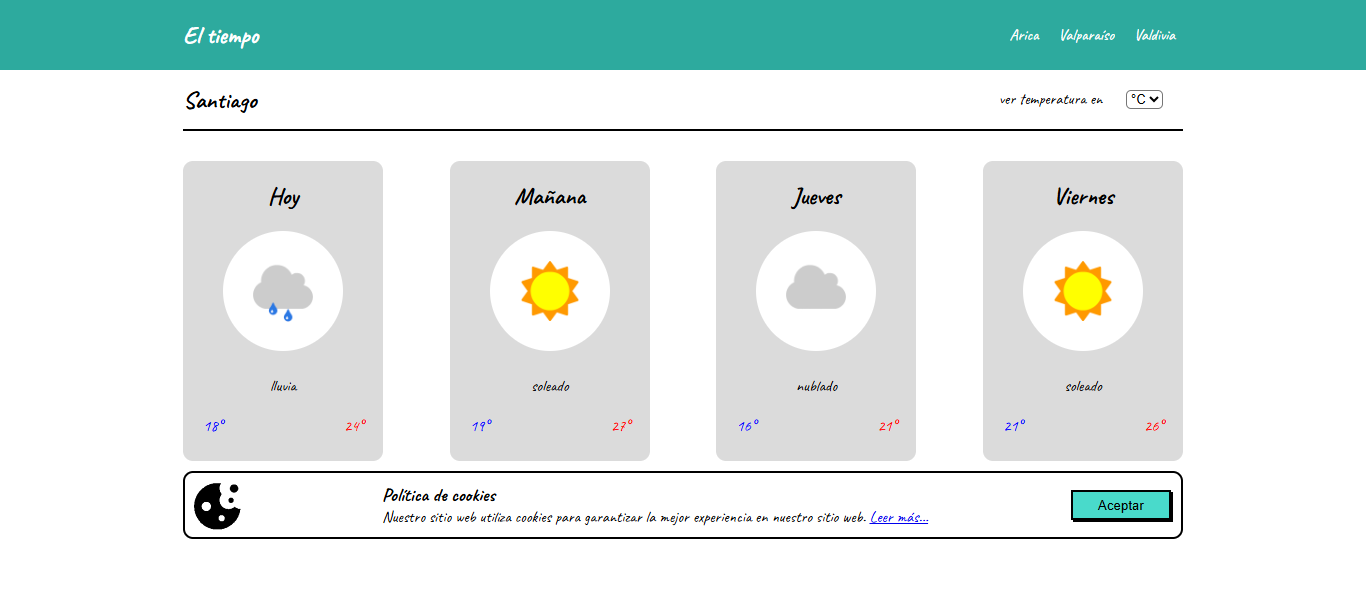 El tiempo
Arica Valparaíso Valdivia
Santiago
ver temperatura en °C
Hoy
lluvia
18° 24°
Mañana
soleado
19° 27°
Jueves
nublado
16° 21°
Viernes
soleado
21° 26°
Política de cookies
Nuestro sitio web utiliza cookies para garantizar la mejor experiencia en nuestro sitio web. Leer más...
Aceptar